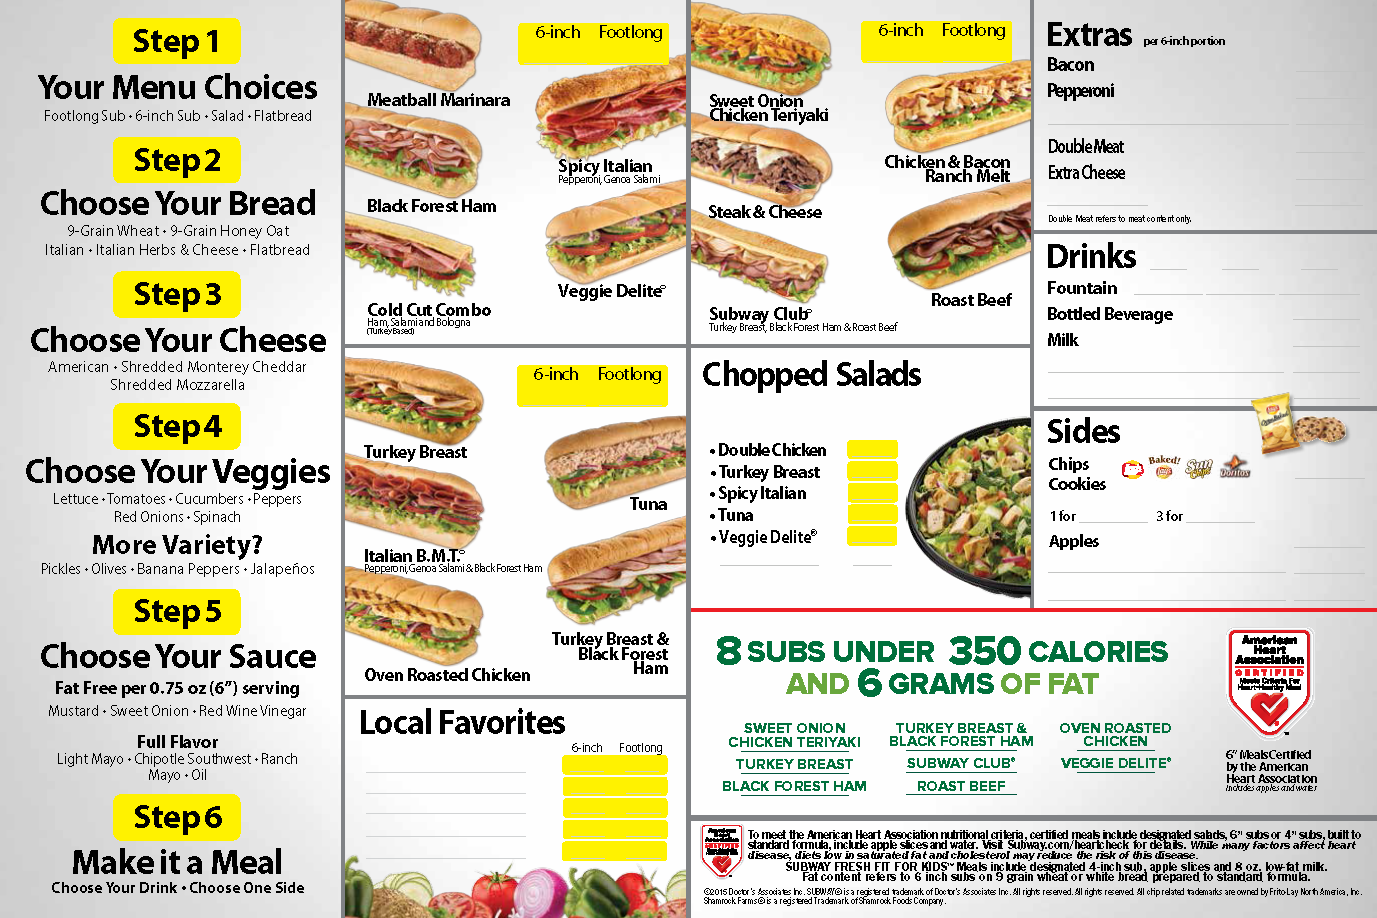 Step 1
Your Menu Choices
Footlong Sub • 6-inch Sub • Salad • Flatbread
Step 2
Choose Your Bread
9-Grain Wheat • 9-Grain Honey Oat
Italian • Italian Herbs & Cheese • Flatbread
Step 3
Choose Your Cheese
American • Shredded Monterey Cheddar
Shredded Mozzarella
Step 4
Choose Your Veggies
Lettuce • Tomatoes • Cucumbers • Peppers
Red Onions • Spinach
More Variety?
Pickles • Olives • Banana Peppers • Jalapeños
Step 5
Choose Your Sauce
Fat Free per 0.75 oz (6”) serving
Mustard • Sweet Onion • Red Wine Vinegar
Full Flavor
Light Mayo • Chipotle Southwest • Ranch
Mayo • Oil
Step 6
Make it a Meal
Choose Your Drink • Choose One Side
6-inch Footlong
Meatball Marinara
Spicy Italian
Pepperoni, Genoa Salami
Black Forest Ham
Veggie Delite®
Cold Cut Combo
Ham, Salami and Bologna
(Turkey Based)
6-inch Footlong
Turkey Breast
Tuna
Italian B.M.T.®
Pepperoni, Genoa Salami & Black Forest Ham
Turkey Breast &
Black Forest
Ham
Oven Roasted Chicken
Local Favorites
6-inch Footlong
6-inch Footlong
Sweet Onion
Chicken Teriyaki
Chicken & Bacon
Ranch Melt
Steak & Cheese
Roast Beef
Subway Club®
Turkey Breast, Black Forest Ham & Roast Beef
Chopped Salads
• Double Chicken
• Turkey Breast
• Spicy Italian
• Tuna
• Veggie Delite®
Extras per 6-inch portion
Bacon
Pepperoni
Double Meat
Extra Cheese
Double Meat refers to meat content only.
Drinks
Fountain
Bottled Beverage
Milk
Sides
Chips
Baked!
Lay's
Sun Chips
Doritos
Cookies
1 for 3 for
Apples
8 SUBS UNDER 350 CALORIES
AND 6 GRAMS OF FAT
SWEET ONION
CHICKEN TERIYAKI
TURKEY BREAST
BLACK FOREST HAM
TURKEY BREAST &
BLACK FOREST HAM
SUBWAY CLUB®
ROAST BEEF
OVEN ROASTED
CHICKEN
VEGGIE DELITE®
American
Heart
Association
CERTIFIED
Meets Criteria For
Heart-Healthy Meal
6” Meals Certified
by the American
Heart Association
Includes apples and water
American
Heart
Association
CERTIFIED
To meet the American Heart Association nutritional criteria, certified meals include designated salads, 6” subs or 4” subs, built to
standard formula, include apple slices and water. Visit Subway.com/heartcheck for details. While many factors affect heart
disease, diets low in saturated fat and cholesterol may reduce the risk of this disease.
SUBWAY FRESH FIT FOR KIDS™ Meals include designated 4-inch sub, apple slices and 8 oz. low-fat milk.
Fat content refers to 6 inch subs on 9 grain wheat or white bread prepared to standard formula.
©2015 Doctor's Associates Inc. SUBWAY® is a registered trademark of Doctor's Associates Inc. All rights reserved. All rights reserved. All chip related trademarks are owned by Frito-Lay North America, Inc.
Shamrock Farms® is a registered Trademark of Shamrock Foods Company.